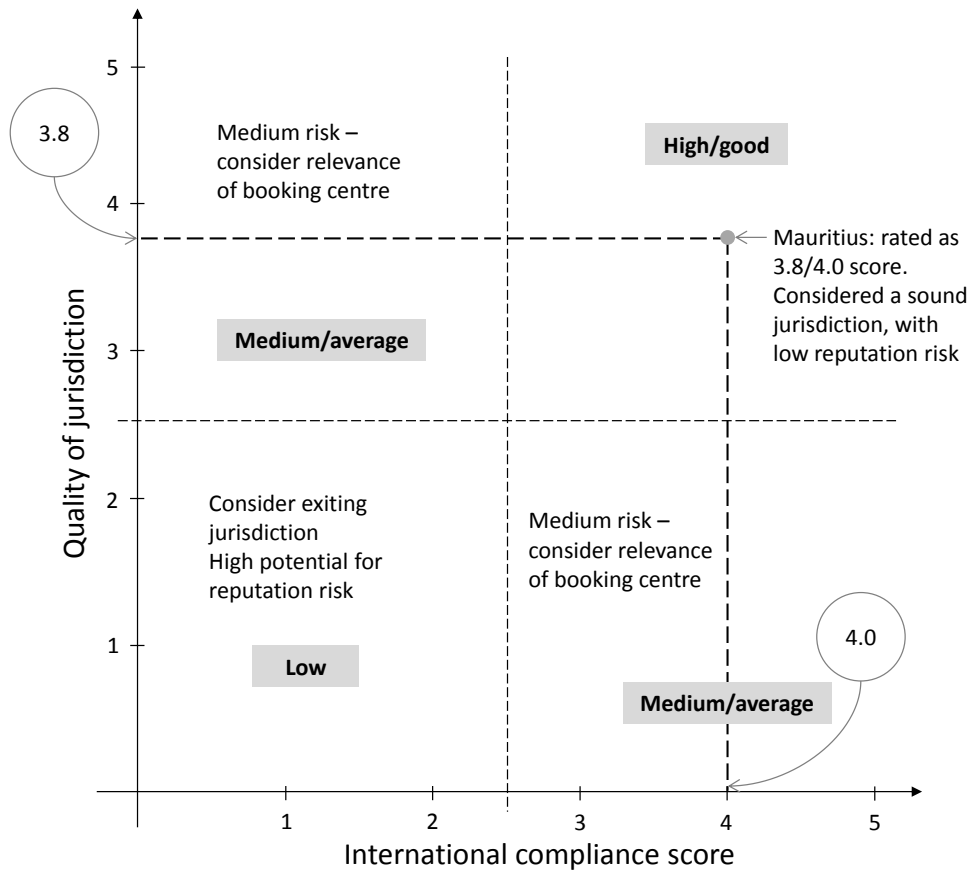 5
3.8
Medium risk –
consider relevance
of booking centre
High/good
4
Mauritius: rated as
3.8/4.0 score.
Considered a sound
jurisdiction, with
low reputation risk
Medium/average
3
Quality of jurisdiction
2
Consider exiting
jurisdiction
High potential for
reputation risk
Medium risk –
consider relevance
of booking centre
1
4.0
Low
Medium/average
1 2 3 4 5
International compliance score